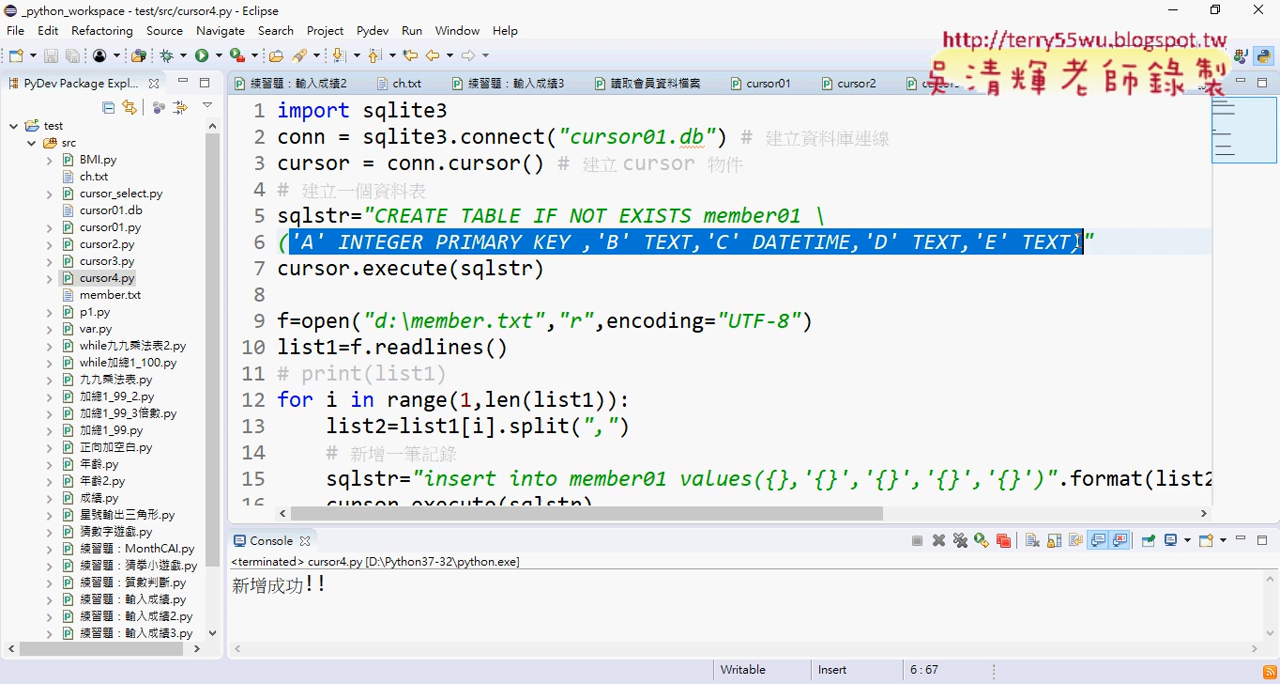 _python_workspace - test/src/cursor4.py - Eclipse
File Edit Refactoring Source Navigate Search Project Pydev Run Window Help
http://terry55wu.blogspot.tw
吳清輝老師錄製
PyDev Package Expl...
練習題：輸入成績2 ch.txt 練習題：輸入成績3 讀取會員資料檔案 cursor01 cursor2
test
src
BMI.py
ch.txt
cursor_select.py
cursor01.db
cursor01.py
cursor2.py
cursor3.py
cursor4.py
member.txt
p1.py
var.py
while九九乘法表2.py
while加總1_100.py
九九乘法表.py
加總1_99_2.py
加總1_99_3倍數.py
加總1_99.py
正向加空白.py
年齡.py
年齡2.py
成績.py
星號輸出三角形.py
猜數字遊戲.py
練習題：MonthCAl.py
練習題：猜拳小遊戲.py
練習題：質數判斷.py
練習題：輸入成績.py
練習題：輸入成績2.py
練習題：輸入成績3.py
1 import sqlite3
2 conn = sqlite3.connect("cursor01.db") # 建立資料庫連線
3 cursor = conn.cursor() # 建立 cursor 物件
4 # 建立一個資料表
5 sqlstr="CREATE TABLE IF NOT EXISTS member01 \
6 ('A' INTEGER PRIMARY KEY ,'B' TEXT,'C' DATETIME,'D' TEXT,'E' TEXT)"
7 cursor.execute(sqlstr)
8
9 f=open("d:\member.txt","r",encoding="UTF-8")
10 list1=f.readlines()
11 # print(list1)
12 for i in range(1,len(list1)):
13 list2=list1[i].split(",")
14 # 新增一筆記錄
15 sqlstr="insert into member01 values({},'{}','{}','{}','{}')".format(list2
16 cursor.execute(sqlstr)
Console
<terminated> cursor4.py [D:\Python37-32\python.exe]
新增成功!!
Writable Insert 6 : 67